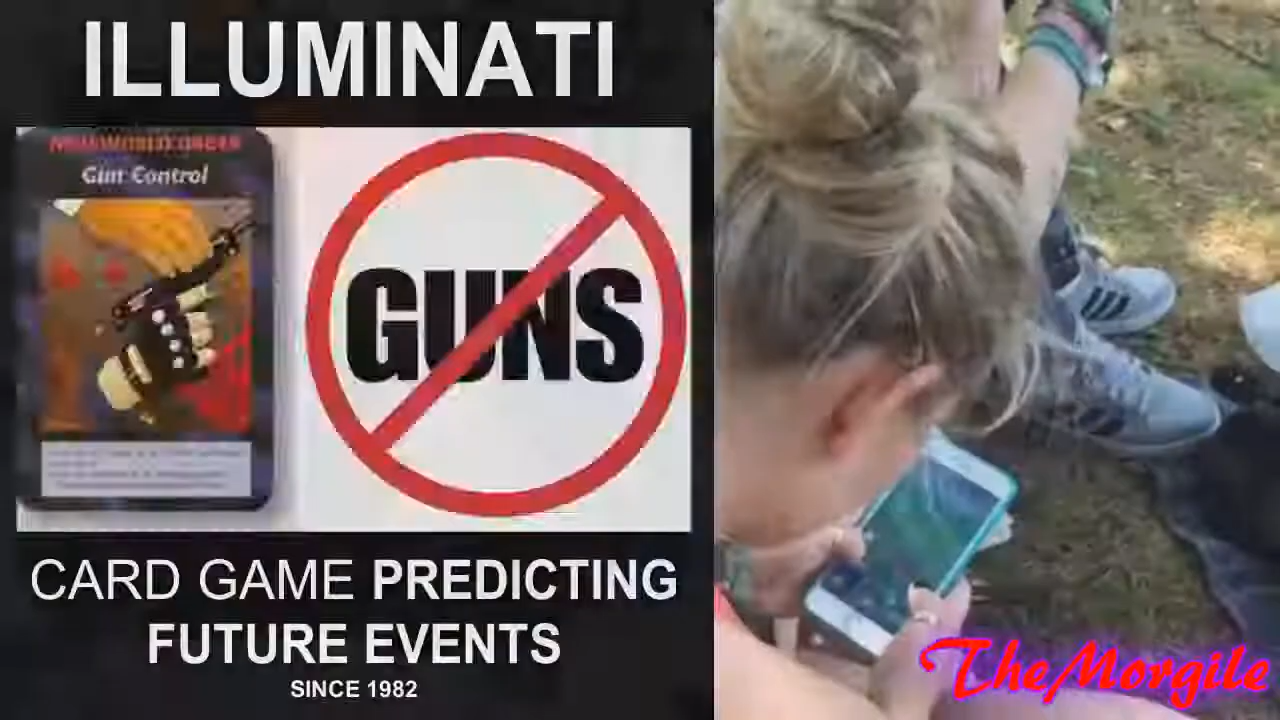 ILLUMINATI
Gun Control
GUNS
CARD GAME PREDICTING
FUTURE EVENTS
SINCE 1982
TheMorgile